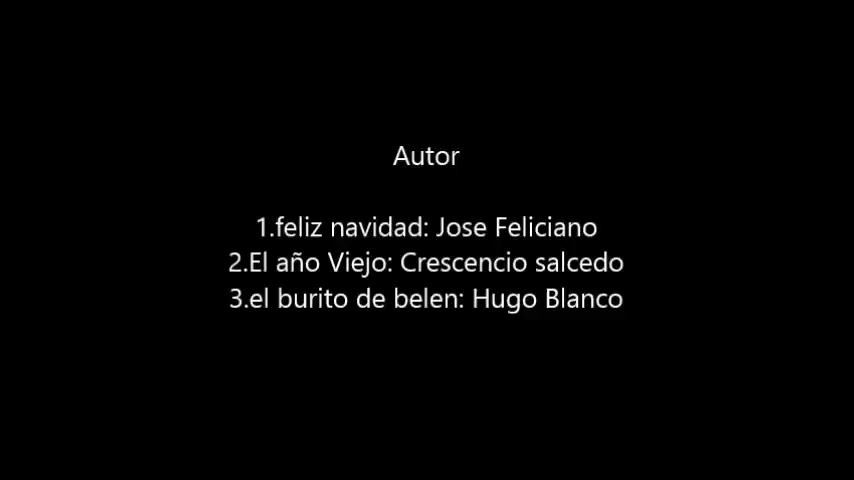 Autor
1.feliz navidad: Jose Feliciano
2.El año Viejo: Crescencio salcedo
3.el burito de belen: Hugo Blanco